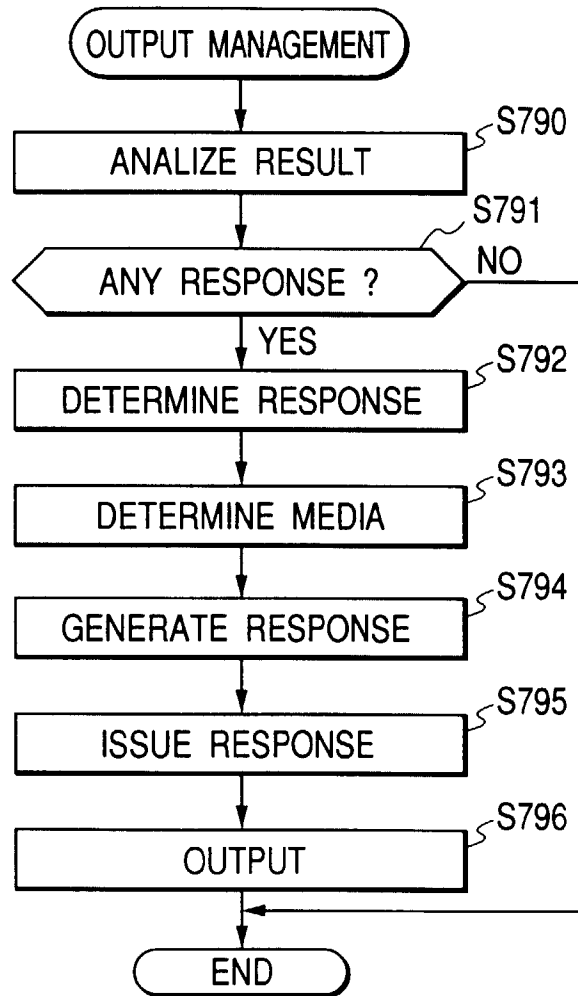 OUTPUT MANAGEMENT
S790
ANALIZE RESULT
S791
ANY RESPONSE ?
NO
YES
S792
DETERMINE RESPONSE
S793
DETERMINE MEDIA
S794
GENERATE RESPONSE
S795
ISSUE RESPONSE
S796
OUTPUT
END